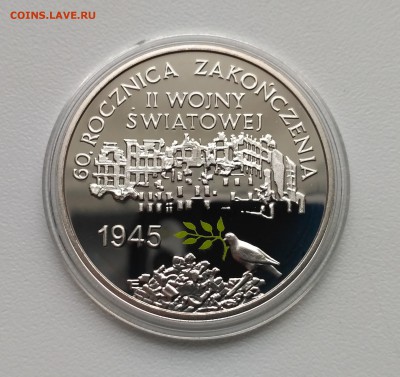 COINS.LAVE.RU
60 ROCZNICA ZAKOŃCZENIA
II WOJNY
ŚWIATOWEJ
1945